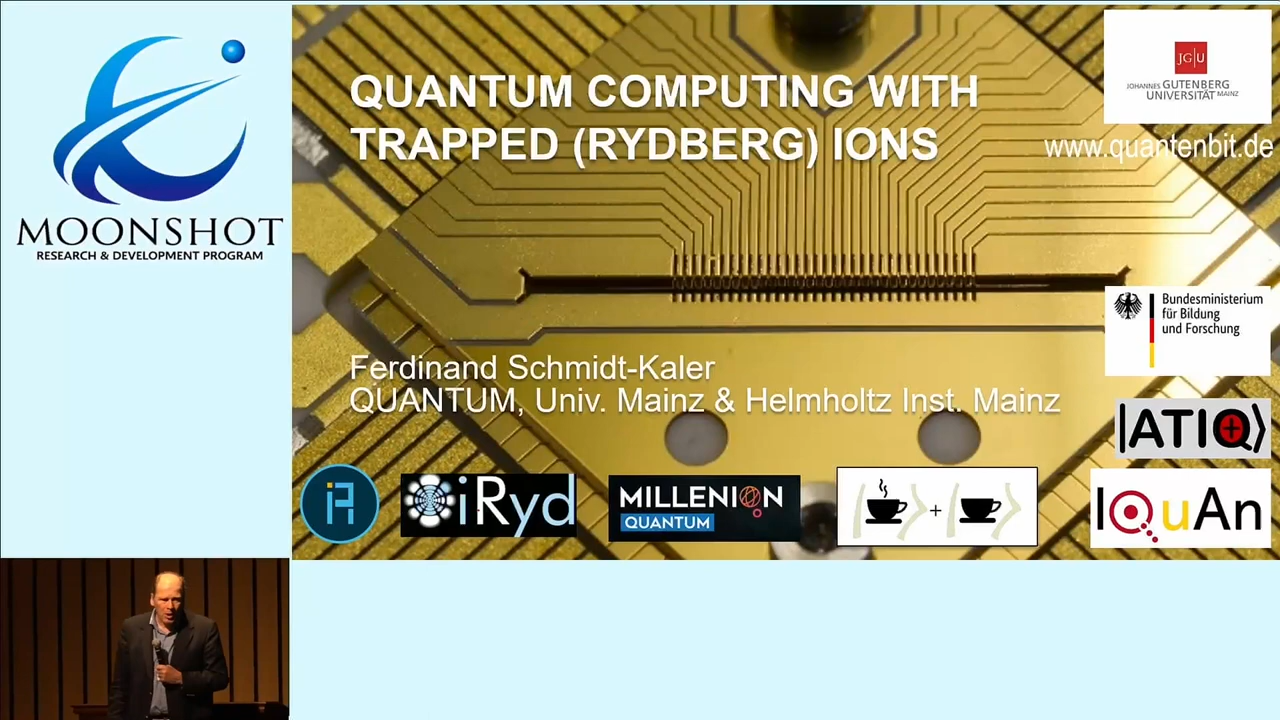 MOONSHOT
RESEARCH & DEVELOPMENT PROGRAM
QUANTUM COMPUTING WITH
TRAPPED (RYDBERG) IONS
JG|U
JOHANNES GUTENBERG
UNIVERSITÄT MAINZ
www.quantenbit.de
Bundesministerium
für Bildung
und Forschung
Ferdinand Schmidt-Kaler
QUANTUM, Univ. Mainz & Helmholtz Inst. Mainz
|ATIQ⟩
iRyd
MILLENION
QUANTUM
| ⟩ + | ⟩
IQuAn